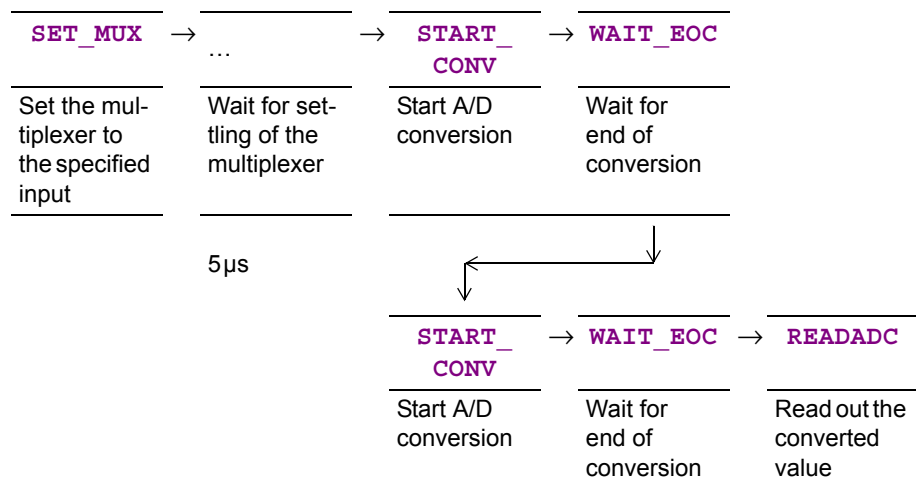 SET_MUX → … → START_ → WAIT_EOC
CONV
Set the mul-
tiplexer to
the specified
input
Wait for set-
tling of the
multiplexer
Start A/D
conversion
Wait for
end of
conversion
5µs
START_ → WAIT_EOC → READADC
CONV
Start A/D
conversion
Wait for
end of
conversion
Read out the
converted
value